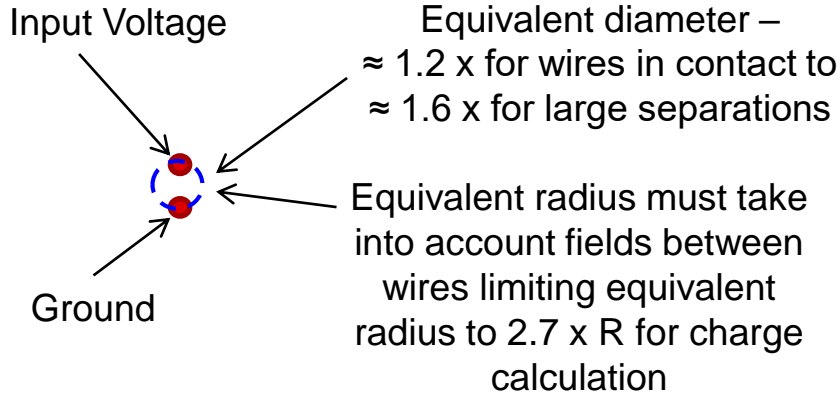 Input Voltage
Equivalent diameter –
≈ 1.2 x for wires in contact to
≈ 1.6 x for large separations
Equivalent radius must take
into account fields between
wires limiting equivalent
radius to 2.7 x R for charge
calculation
Ground